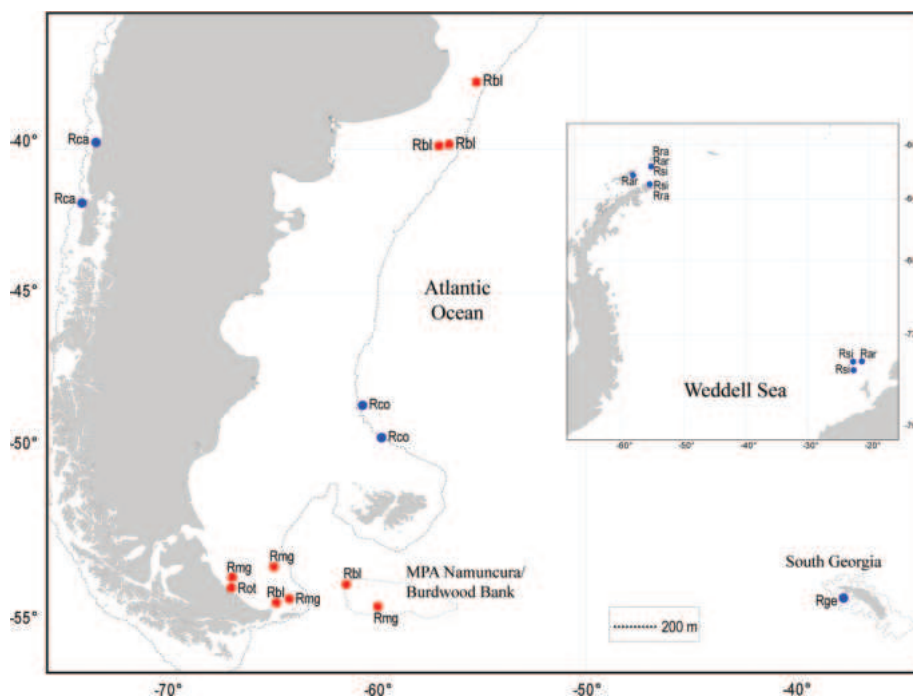 Rbl
-40°
Rca
Rbl
Rbl
Rra
Rar
Rsi
Rar
Rsi
Rra
Rca
-45°
Atlantic
Ocean
Rsi
Rar
Rsi
Weddell Sea
Rco
Rco
-60°
-50°
-40°
-30°
-20°
-50°
Rmg
Rmg
Rot
Rbl
Rmg
Rbl
Rmg
MPA Namuncura/
Burdwood Bank
South Georgia
Rge
-55°
200 m
-70°
-60°
-50°
-40°